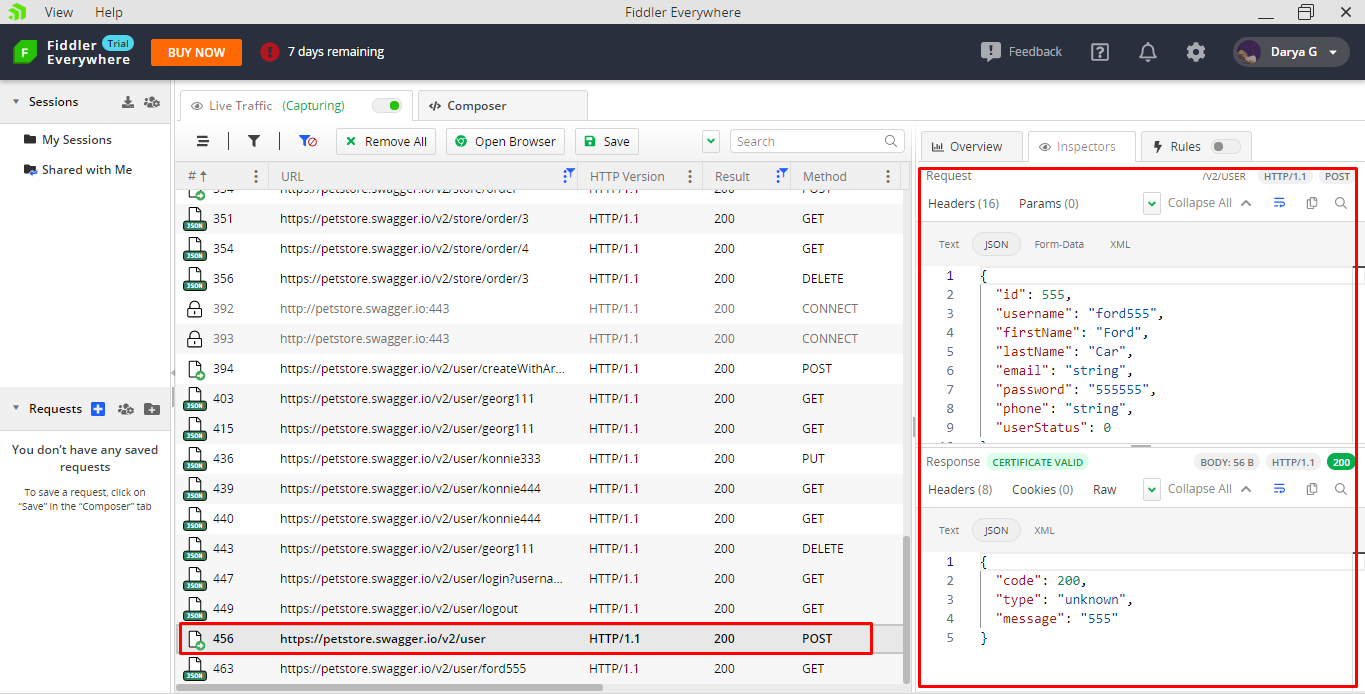 View Help
Fiddler Everywhere
Fiddler Everywhere Trial
BUY NOW
7 days remaining
Feedback
Darya G
Sessions
My Sessions
Shared with Me
Requests
You don't have any saved
requests
To save a request, click on
"Save" in the "Composer" tab
Live Traffic (Capturing)
Composer
Remove All
Open Browser
Save
Search
# URL HTTP Version Result Method
351 https://petstore.swagger.io/v2/store/order/3 HTTP/1.1 200 GET
354 https://petstore.swagger.io/v2/store/order/4 HTTP/1.1 200 GET
356 https://petstore.swagger.io/v2/store/order/3 HTTP/1.1 200 DELETE
392 http://petstore.swagger.io:443 HTTP/1.1 200 CONNECT
393 http://petstore.swagger.io:443 HTTP/1.1 200 CONNECT
394 https://petstore.swagger.io/v2/user/createWithAr... HTTP/1.1 200 POST
403 https://petstore.swagger.io/v2/user/georg111 HTTP/1.1 200 GET
415 https://petstore.swagger.io/v2/user/georg111 HTTP/1.1 200 GET
436 https://petstore.swagger.io/v2/user/konnie333 HTTP/1.1 200 PUT
439 https://petstore.swagger.io/v2/user/konnie444 HTTP/1.1 200 GET
440 https://petstore.swagger.io/v2/user/konnie444 HTTP/1.1 200 GET
443 https://petstore.swagger.io/v2/user/georg111 HTTP/1.1 200 DELETE
447 https://petstore.swagger.io/v2/user/login?userna... HTTP/1.1 200 GET
449 https://petstore.swagger.io/v2/user/logout HTTP/1.1 200 GET
456 https://petstore.swagger.io/v2/user HTTP/1.1 200 POST
463 https://petstore.swagger.io/v2/user/ford555 HTTP/1.1 200 GET
Overview
Inspectors
Rules
Request /V2/USER HTTP/1.1 POST
Headers (16) Params (0) Collapse All
Text JSON Form-Data XML
1 {
2 "id": 555,
3 "username": "ford555",
4 "firstName": "Ford",
5 "lastName": "Car",
6 "email": "string",
7 "password": "555555",
8 "phone": "string",
9 "userStatus": 0
Response CERTIFICATE VALID BODY: 56 B HTTP/1.1 200
Headers (8) Cookies (0) Raw Collapse All
Text JSON XML
1 {
2 "code": 200,
3 "type": "unknown",
4 "message": "555"
5 }